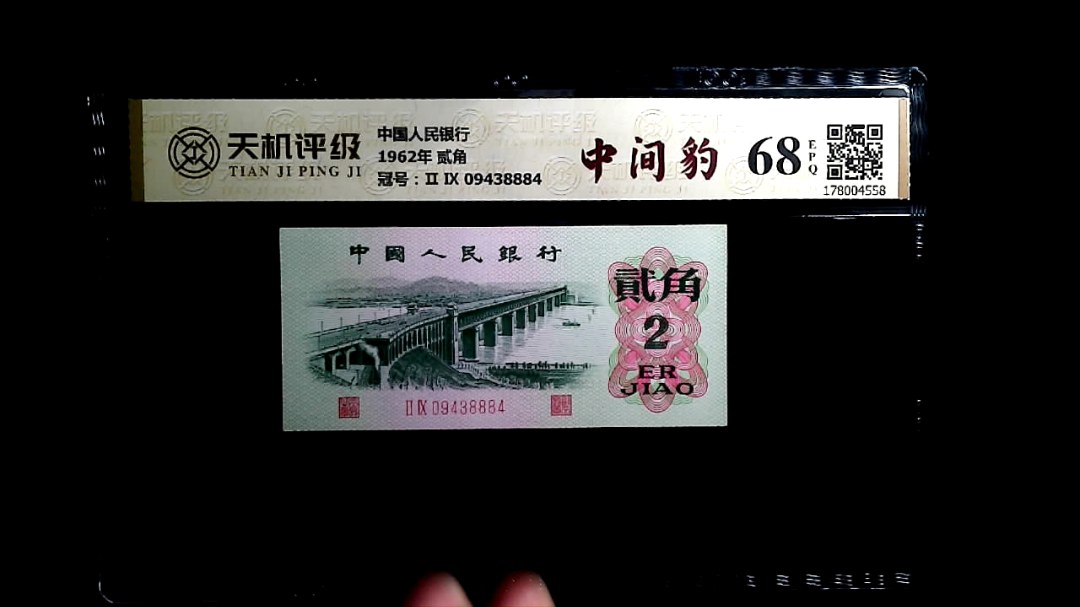 天机评级
TIAN JI PING JI
中国人民银行
1962年 贰角
冠号：II IX 09438884
中间豹
68
EPQ
178004558
中國人民銀行
貳角
2
ER
JIAO
II IX 09438884